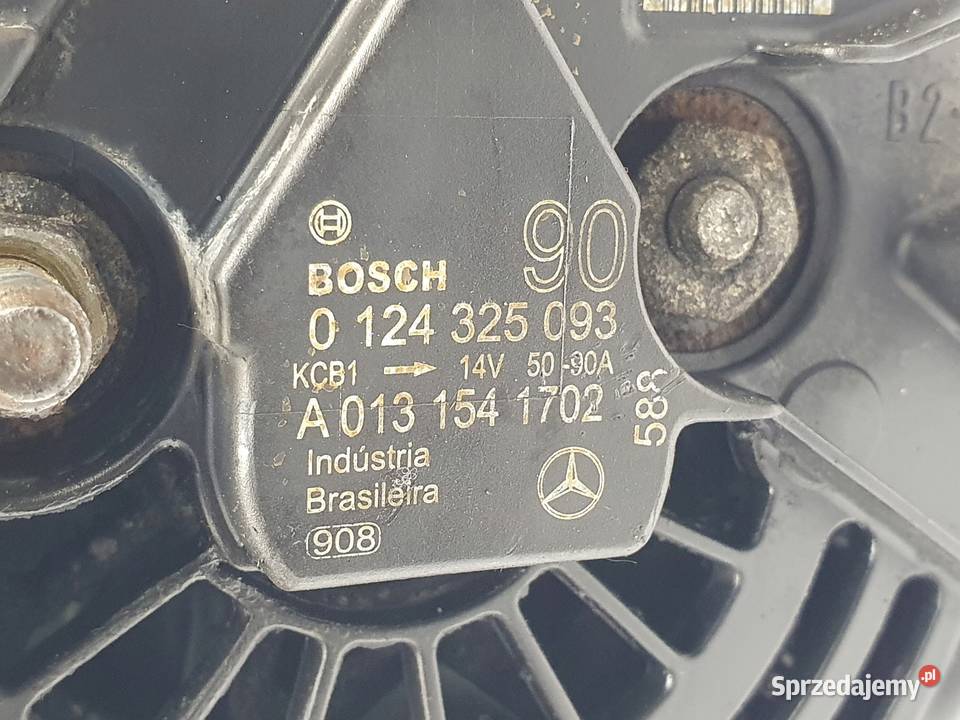 B2
BOSCH 90
0 124 325 093
KCB1 14V 50-90A
A 013 154 1702
588
Indústria
Brasileira
908
Sprzedajemy.pl